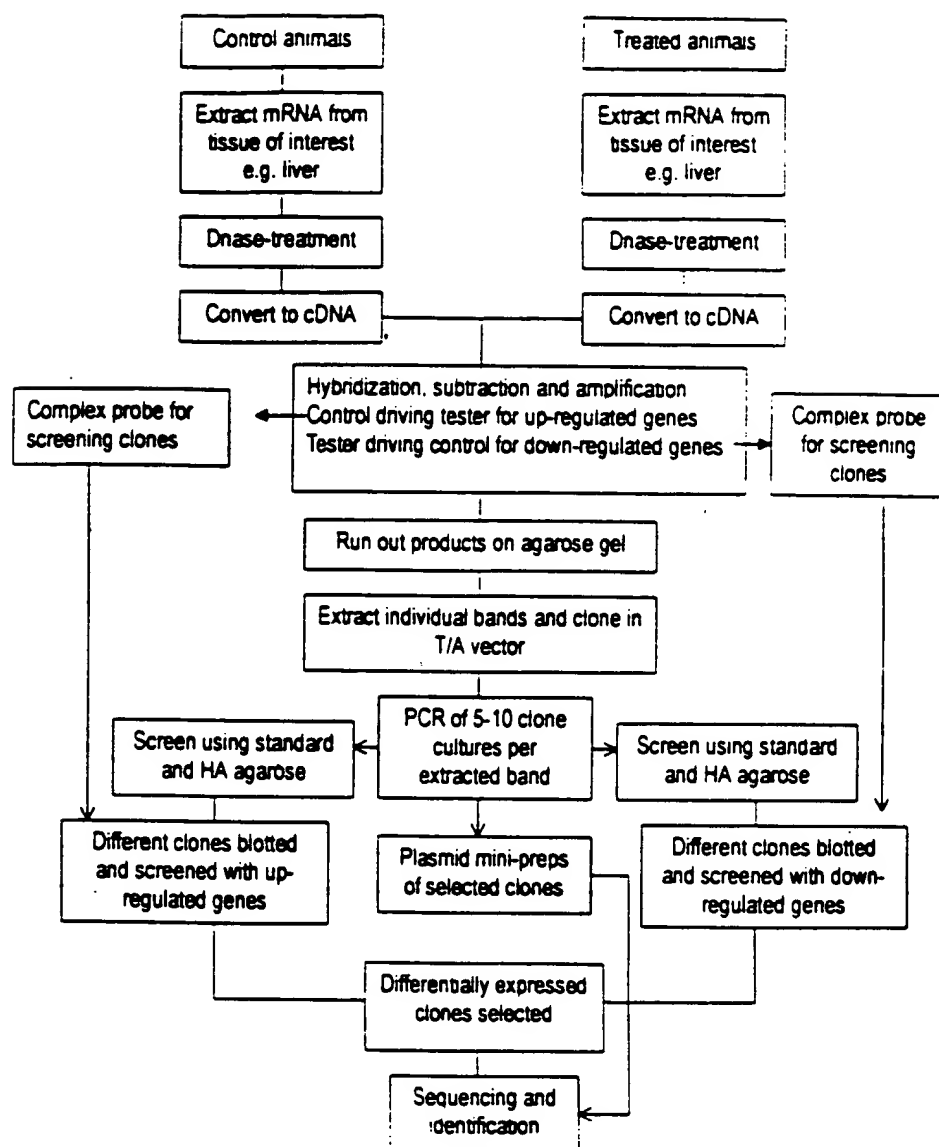 Control animals
Treated animals
Extract mRNA from
tissue of interest
e.g. liver
Extract mRNA from
tissue of interest
e.g. liver
Dnase-treatment
Dnase-treatment
Convert to cDNA
Convert to cDNA
Hybridization, subtraction and amplification
Control driving tester for up-regulated genes
Tester driving control for down-regulated genes
Complex probe for
screening clones
Complex probe
for screening
clones
Run out products on agarose gel
Extract individual bands and clone in
T/A vector
PCR of 5-10 clone
cultures per
extracted band
Screen using standard
and HA agarose
Screen using standard
and HA agarose
Different clones blotted
and screened with up-
regulated genes
Plasmid mini-preps
of selected clones
Different clones blotted
and screened with down-
regulated genes
Differentially expressed
clones selected
Sequencing and
identification